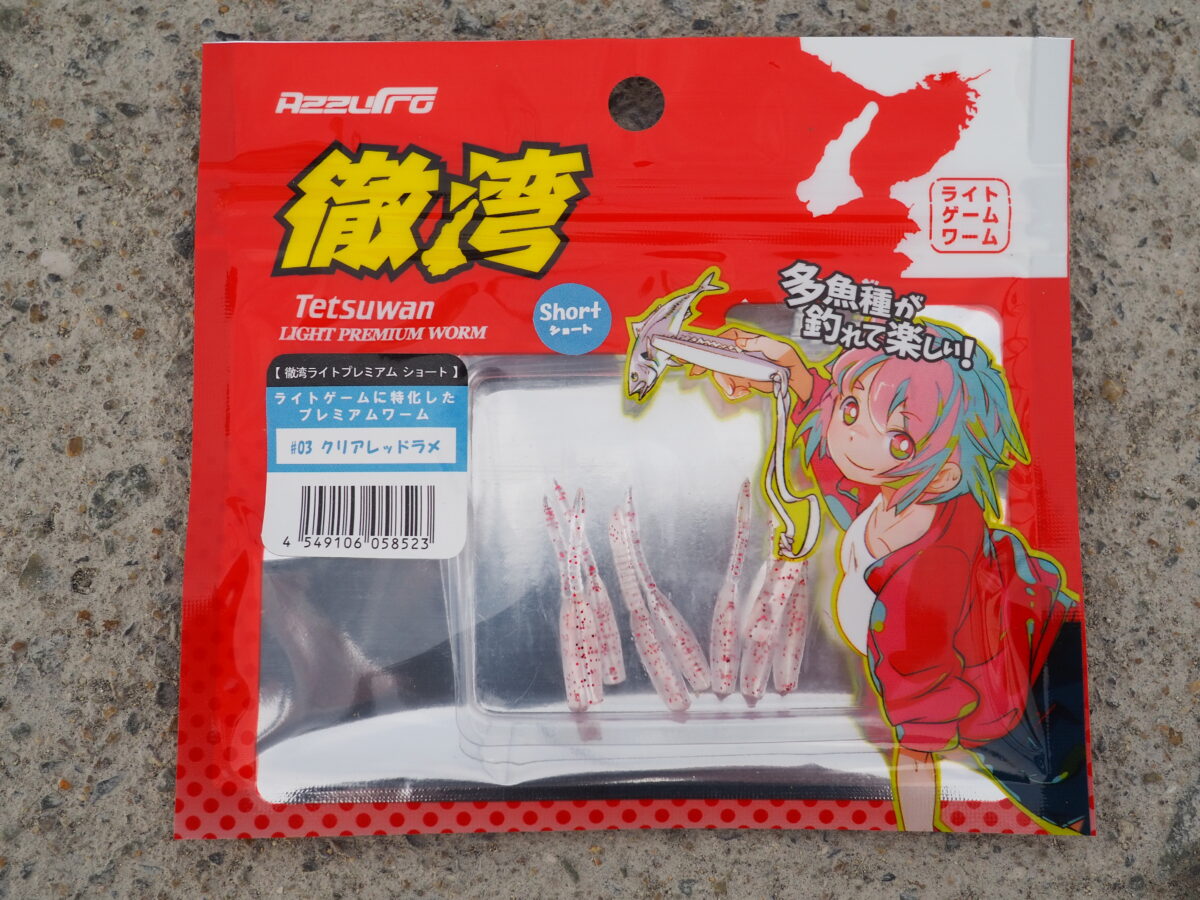 Azzurro
徹湾
Tetsuwan
LIGHT PREMIUM WORM
Short
ショート
ライト
ゲーム
ワーム
多魚種が
釣れて楽しい!
【 徹湾ライトプレミアム ショート 】
ライトゲームに特化した
プレミアムワーム
#03 クリアレッドラメ
4 549106 058523